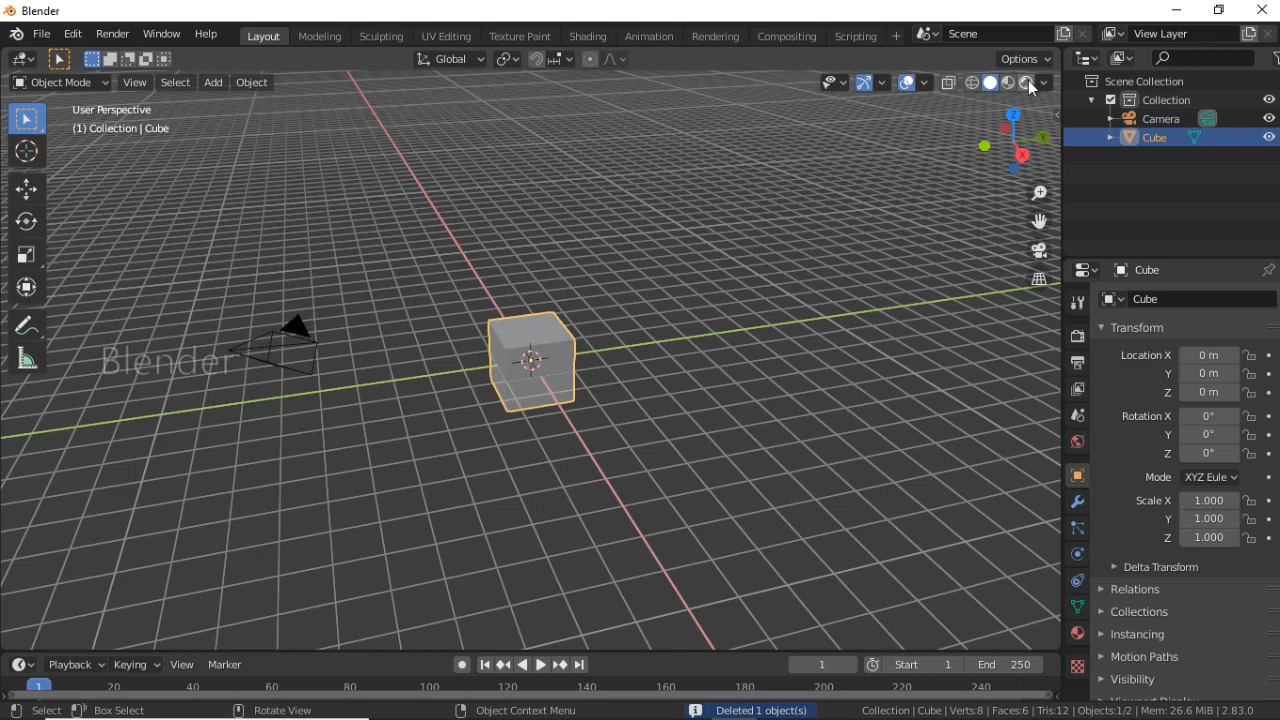 Blender
File Edit Render Window Help Layout Modeling Sculpting UV Editing Texture Paint Shading Animation Rendering Compositing Scripting + Scene View Layer
Global Options
Object Mode View Select Add Object
User Perspective
(1) Collection | Cube
Z
Y
X
Blender
Scene Collection
Collection
Camera
Cube
Cube
Cube
Transform
Location X 0 m
Y 0 m
Z 0 m
Rotation X 0°
Y 0°
Z 0°
Mode XYZ Eule
Scale X 1.000
Y 1.000
Z 1.000
Delta Transform
Relations
Collections
Instancing
Motion Paths
Visibility
Viewport Display
Playback Keying View Marker 1 Start 1 End 250
1 20 40 60 80 100 120 140 160 180 200 220 240
Select Box Select Rotate View Object Context Menu Deleted 1 object(s) Collection | Cube | Verts:8 | Faces:6 | Tris:12 | Objects:1/2 | Mem: 26.6 MiB | 2.83.0